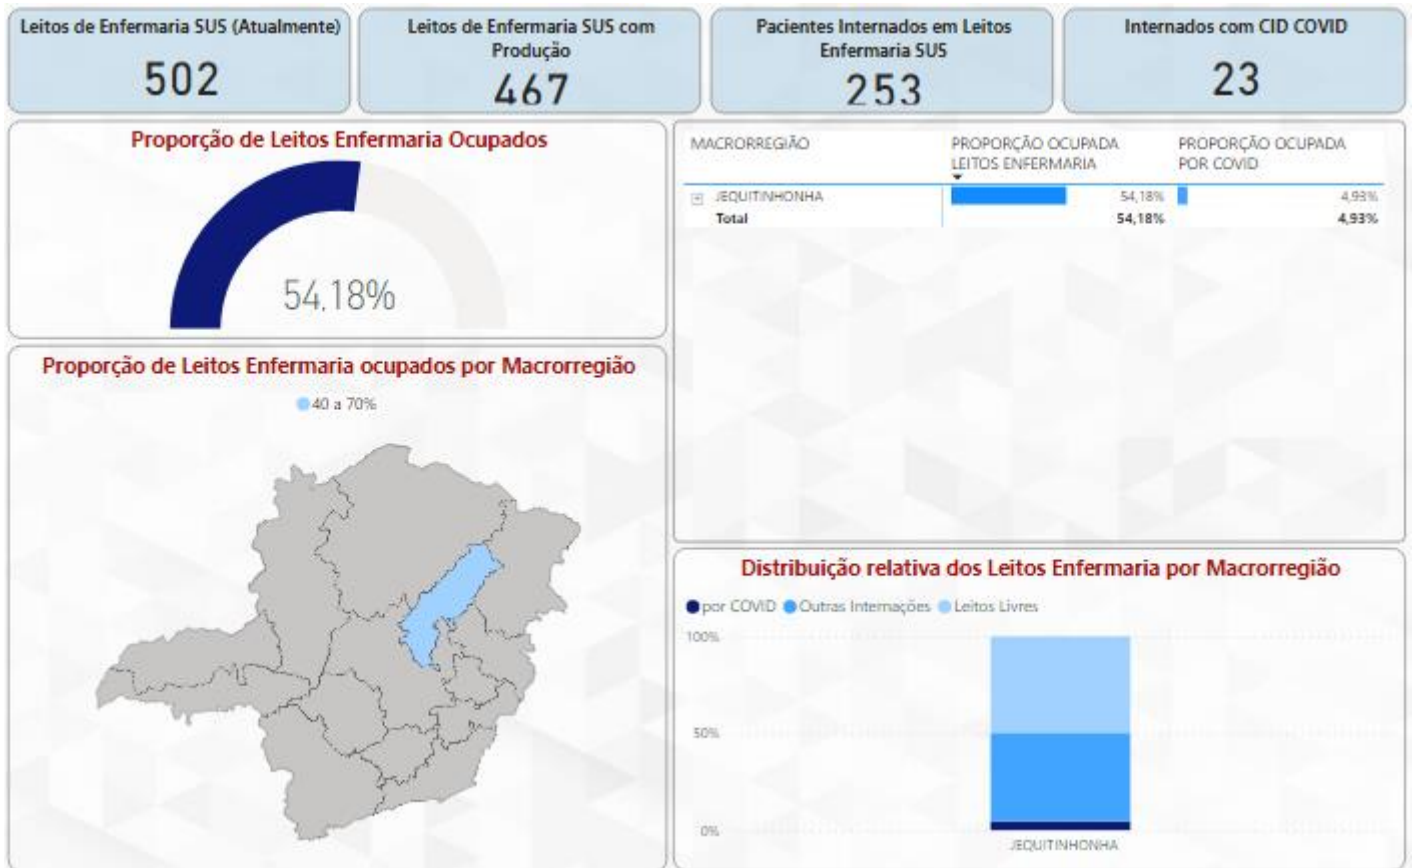 Leitos de Enfermaria SUS (Atualmente)
502
Leitos de Enfermaria SUS com
Produção
467
Pacientes Internados em Leitos
Enfermaria SUS
253
Internados com CID COVID
23
Proporção de Leitos Enfermaria Ocupados
54,18%
MACRORREGIÃO
PROPORÇÃO OCUPADA
LEITOS ENFERMARIA
PROPORÇÃO OCUPADA
POR COVID
JEQUITINHONHA 54,18% 4,93%
Total 54,18% 4,93%
Proporção de Leitos Enfermaria ocupados por Macrorregião
40 a 70%
Distribuição relativa dos Leitos Enfermaria por Macrorregião
por COVID Outras Internações Leitos Livres
100%
50%
0%
JEQUITINHONHA